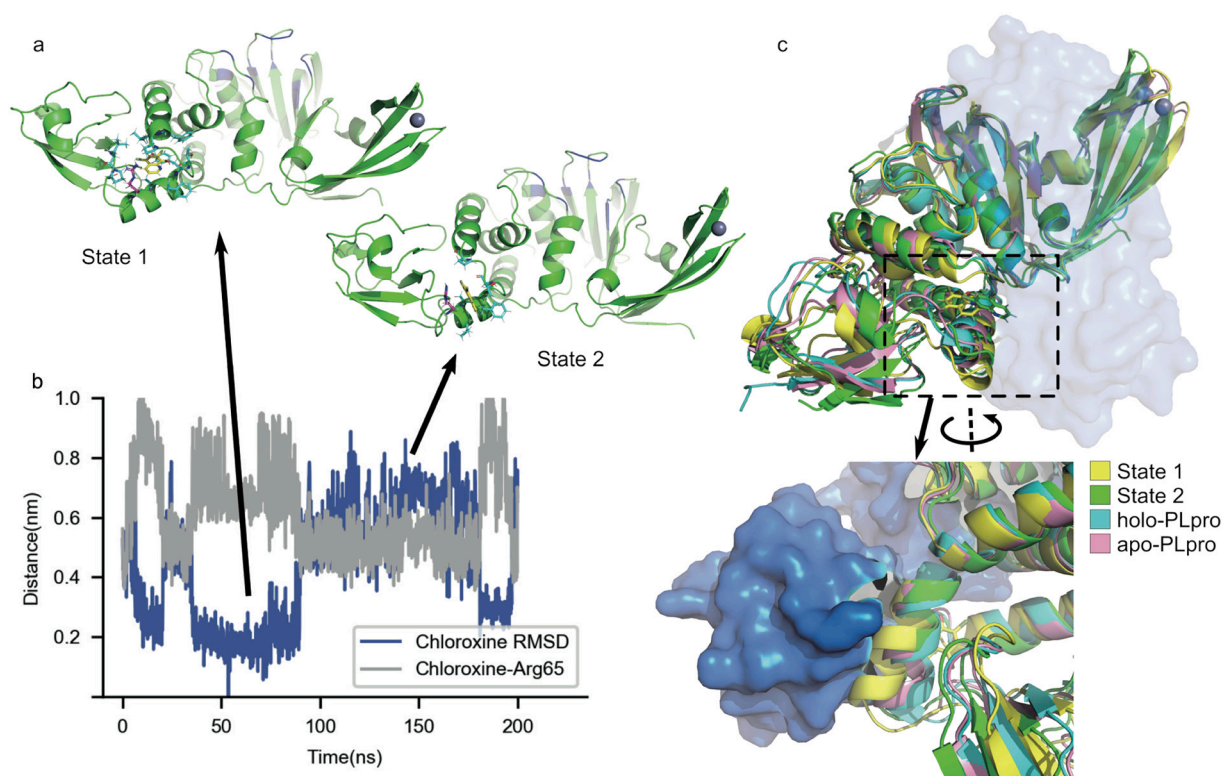 a
c
State 1
State 2
b
1.0
0.8
0.6
0.4
0.2
Distance(nm)
Chloroxine RMSD
Chloroxine-Arg65
0
50
100
150
200
Time(ns)
State 1
State 2
holo-PLpro
apo-PLpro